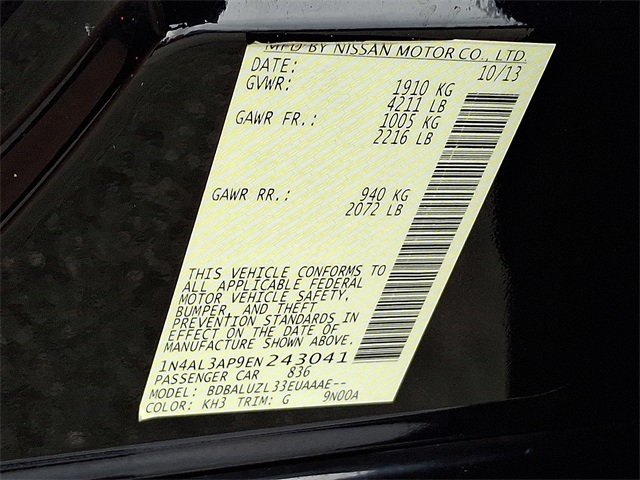 MFD BY NISSAN MOTOR CO., LTD.
DATE: 10/13
GVWR: 1910 KG
4211 LB
GAWR FR.: 1005 KG
2216 LB
GAWR RR.: 940 KG
2072 LB
THIS VEHICLE CONFORMS TO
ALL APPLICABLE FEDERAL
MOTOR VEHICLE SAFETY,
BUMPER, AND THEFT
PREVENTION STANDARDS IN
EFFECT ON THE DATE OF
MANUFACTURE SHOWN ABOVE.
1N4AL3AP9EN243041
PASSENGER CAR 836
MODEL: BDBALUZL33EUAAAE--
COLOR: KH3 TRIM: G 9N00A